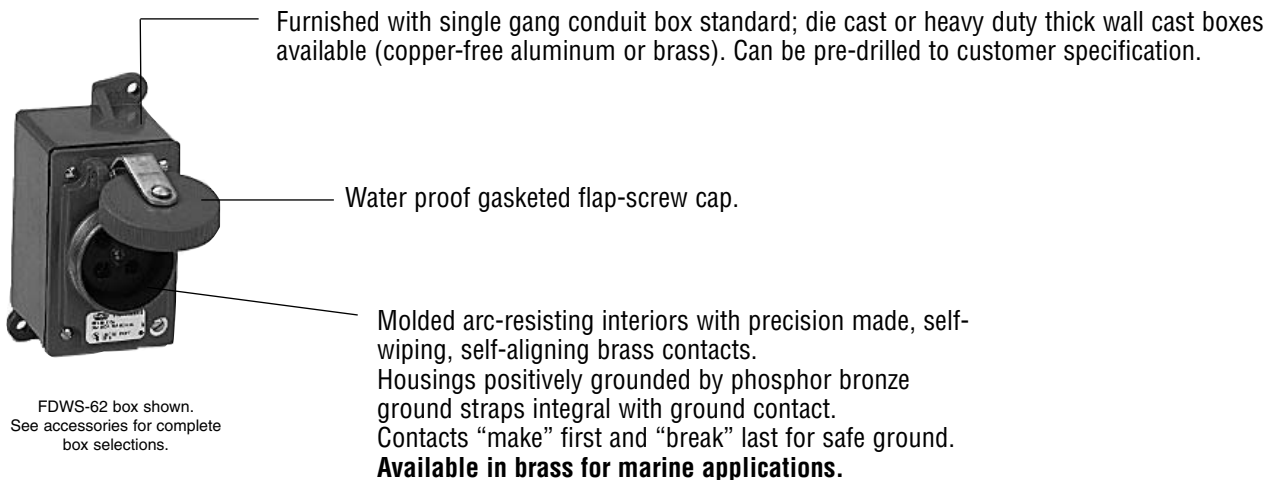 Furnished with single gang conduit box standard; die cast or heavy duty thick wall cast boxes
available (copper-free aluminum or brass). Can be pre-drilled to customer specification.
Water proof gasketed flap-screw cap.
Molded arc-resisting interiors with precision made, self-
wiping, self-aligning brass contacts.
Housings positively grounded by phosphor bronze
ground straps integral with ground contact.
Contacts “make” first and “break” last for safe ground.
Available in brass for marine applications.
FDWS-62 box shown.
See accessories for complete
box selections.